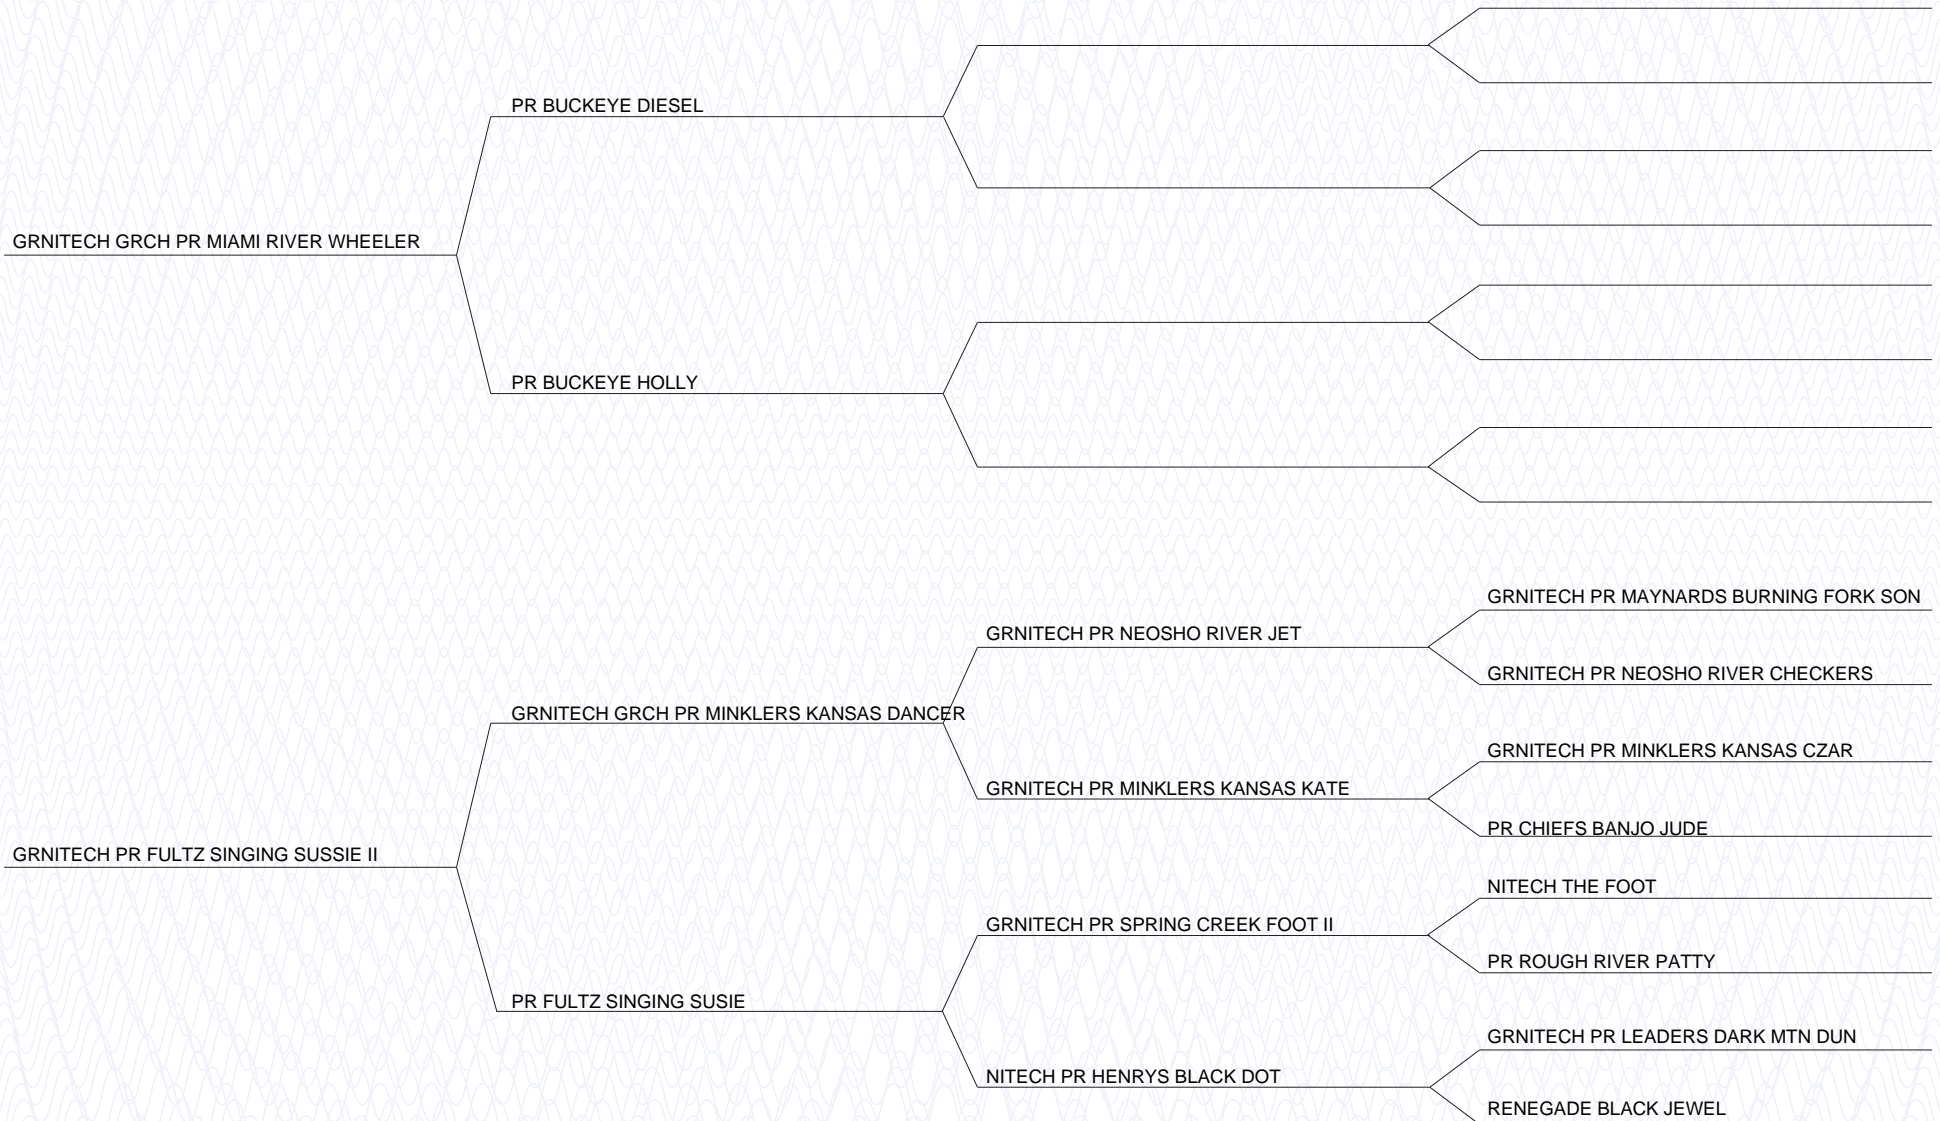 PR BUCKEYE DIESEL
GRNITECH GRCH PR MIAMI RIVER WHEELER
PR BUCKEYE HOLLY
GRNITECH PR MAYNARDS BURNING FORK SON
GRNITECH PR NEOSHO RIVER JET
GRNITECH PR NEOSHO RIVER CHECKERS
GRNITECH GRCH PR MINKLERS KANSAS DANCER
GRNITECH PR MINKLERS KANSAS CZAR
GRNITECH PR MINKLERS KANSAS KATE
PR CHIEFS BANJO JUDE
GRNITECH PR FULTZ SINGING SUSSIE II
NITECH THE FOOT
GRNITECH PR SPRING CREEK FOOT II
PR ROUGH RIVER PATTY
PR FULTZ SINGING SUSIE
GRNITECH PR LEADERS DARK MTN DUN
NITECH PR HENRYS BLACK DOT
RENEGADE BLACK JEWEL